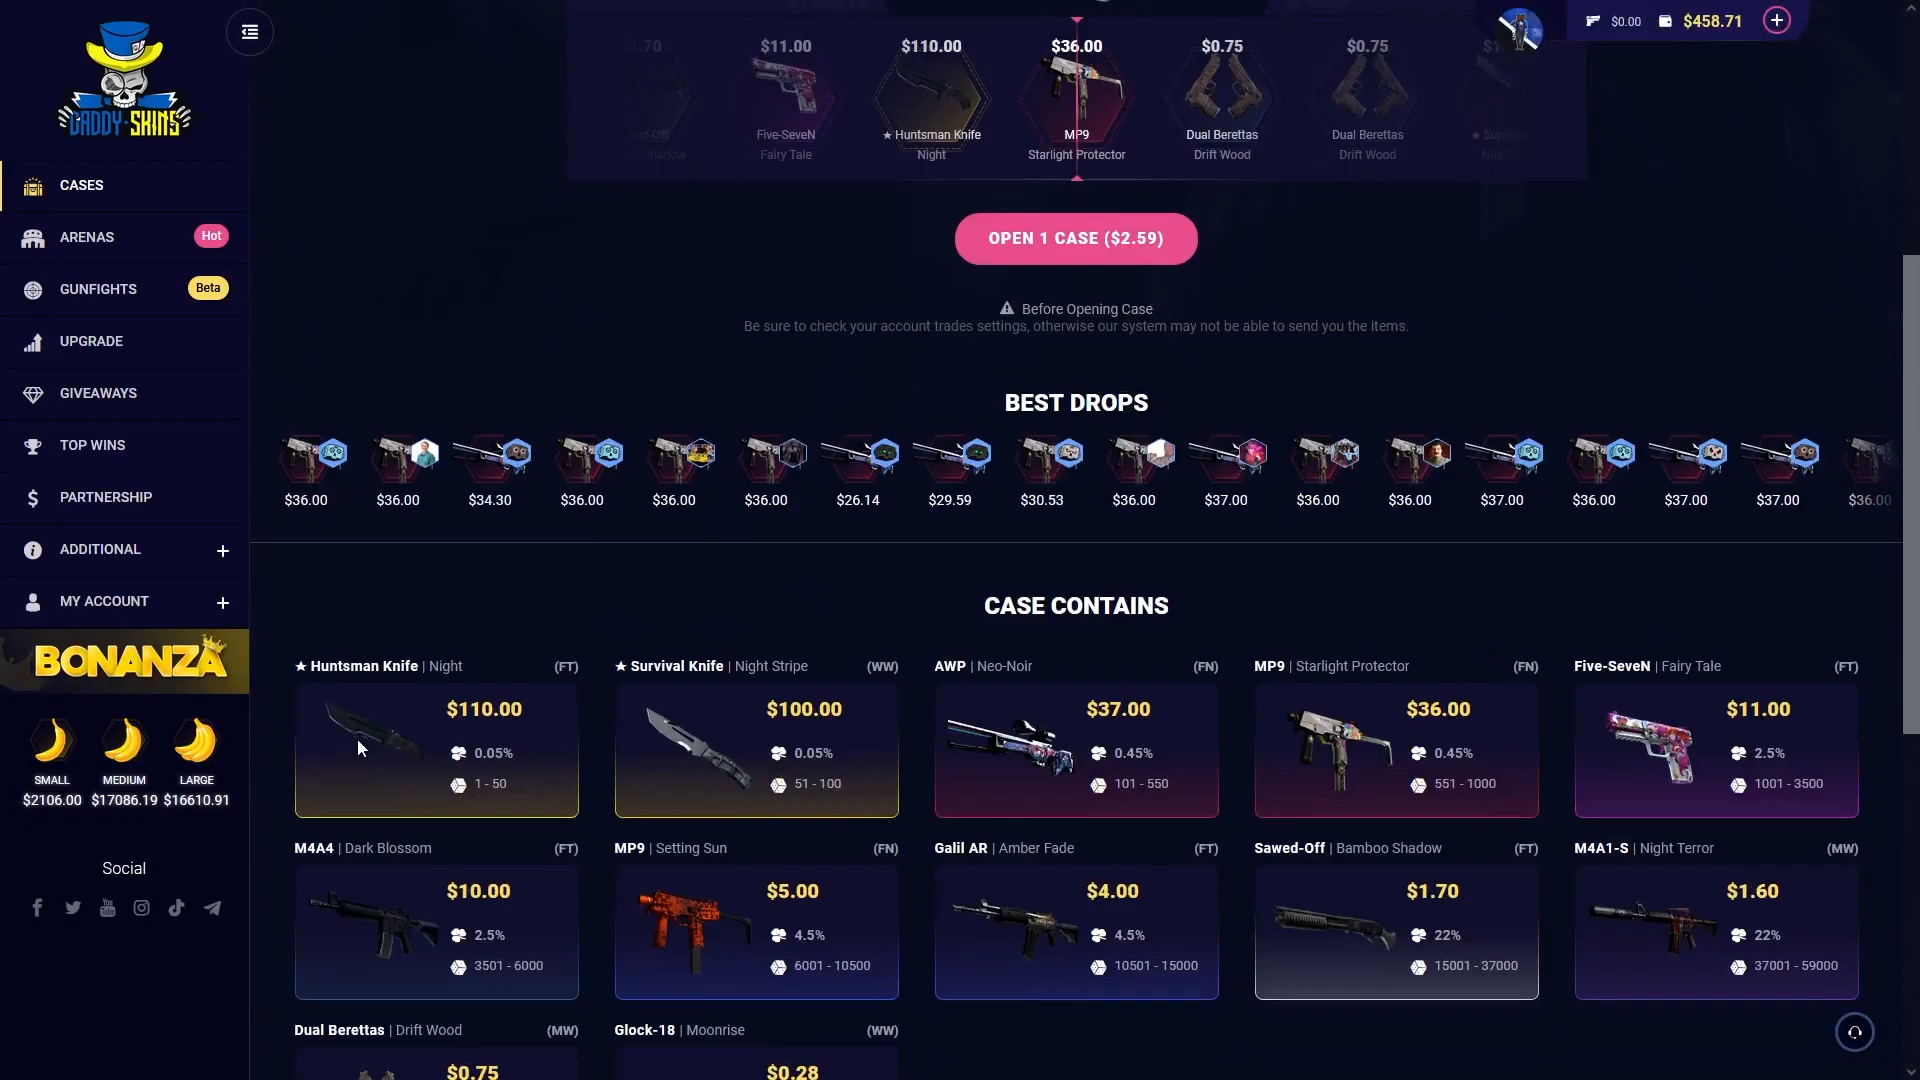 DADDY SKINS
CASES
ARENAS
Hot
GUNFIGHTS
Beta
UPGRADE
GIVEAWAYS
TOP WINS
PARTNERSHIP
ADDITIONAL
MY ACCOUNT
BONANZA
SMALL
MEDIUM
LARGE
$2106.00
$17086.19
$16610.91
Social
$0.00
$458.71
$11.00
$110.00
$36.00
$0.75
$0.75
Five-SeveN
★ Huntsman Knife
MP9
Dual Berettas
Dual Berettas
Fairy Tale
Night
Starlight Protector
Drift Wood
Drift Wood
OPEN 1 CASE ($2.59)
Before Opening Case
Be sure to check your account trades settings, otherwise our system may not be able to send you the items.
BEST DROPS
$36.00
$36.00
$34.30
$36.00
$36.00
$36.00
$26.14
$29.59
$30.53
$36.00
$37.00
$36.00
$36.00
$37.00
$36.00
$37.00
$37.00
$36.00
CASE CONTAINS
★ Huntsman Knife | Night (FT)
$110.00
0.05%
1 - 50
★ Survival Knife | Night Stripe (WW)
$100.00
0.05%
51 - 100
AWP | Neo-Noir (FN)
$37.00
0.45%
101 - 550
MP9 | Starlight Protector (FN)
$36.00
0.45%
551 - 1000
Five-SeveN | Fairy Tale (FT)
$11.00
2.5%
1001 - 3500
M4A4 | Dark Blossom (FT)
$10.00
2.5%
3501 - 6000
MP9 | Setting Sun (FN)
$5.00
4.5%
6001 - 10500
Galil AR | Amber Fade (FT)
$4.00
4.5%
10501 - 15000
Sawed-Off | Bamboo Shadow (FT)
$1.70
22%
15001 - 37000
M4A1-S | Night Terror (MW)
$1.60
22%
37001 - 59000
Dual Berettas | Drift Wood (MW)
$0.75
Glock-18 | Moonrise (WW)
$0.28